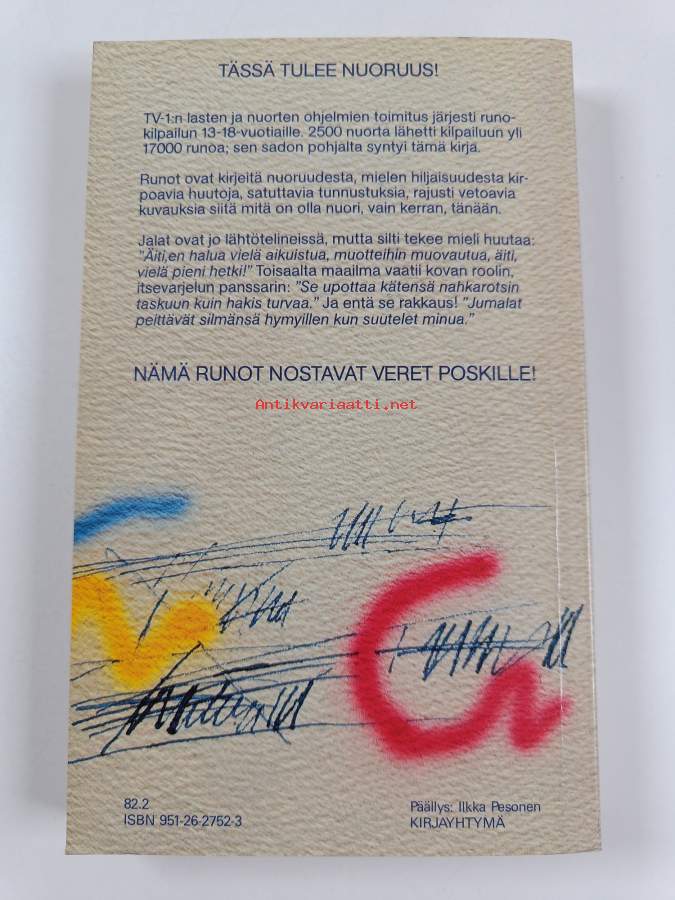 TÄSSÄ TULEE NUORUUS!
TV-1:n lasten ja nuorten ohjelmien toimitus järjesti runo-
kilpailun 13-18-vuotiaille. 2500 nuorta lähetti kilpailuun yli
17000 runoa; sen sadon pohjalta syntyi tämä kirja.
Runot ovat kirjeitä nuoruudesta, mielen hiljaisuudesta kir-
poavia huutoja, satuttavia tunnustuksia, rajusti vetoavia
kuvauksia siitä mitä on olla nuori, vain kerran, tänään.
Jalat ovat jo lähtötelineissä, mutta silti tekee mieli huutaa:
"Äiti,en halua vielä aikuistua, muotteihin muovautua, äiti,
vielä pieni hetki!" Toisaalta maailma vaatii kovan roolin,
itsevarjelun panssarin: "Se upottaa kätensä nahkarotsin
taskuun kuin hakis turvaa." Ja entä se rakkaus! "Jumalat
peittävät silmänsä hymyillen kun suutelet minua."
NÄMÄ RUNOT NOSTAVAT VERET POSKILLE!
Antikvariaatti.net
82.2
ISBN 951-26-2752-3
Päällys: Ilkka Pesonen
KIRJAYHTYMÄ